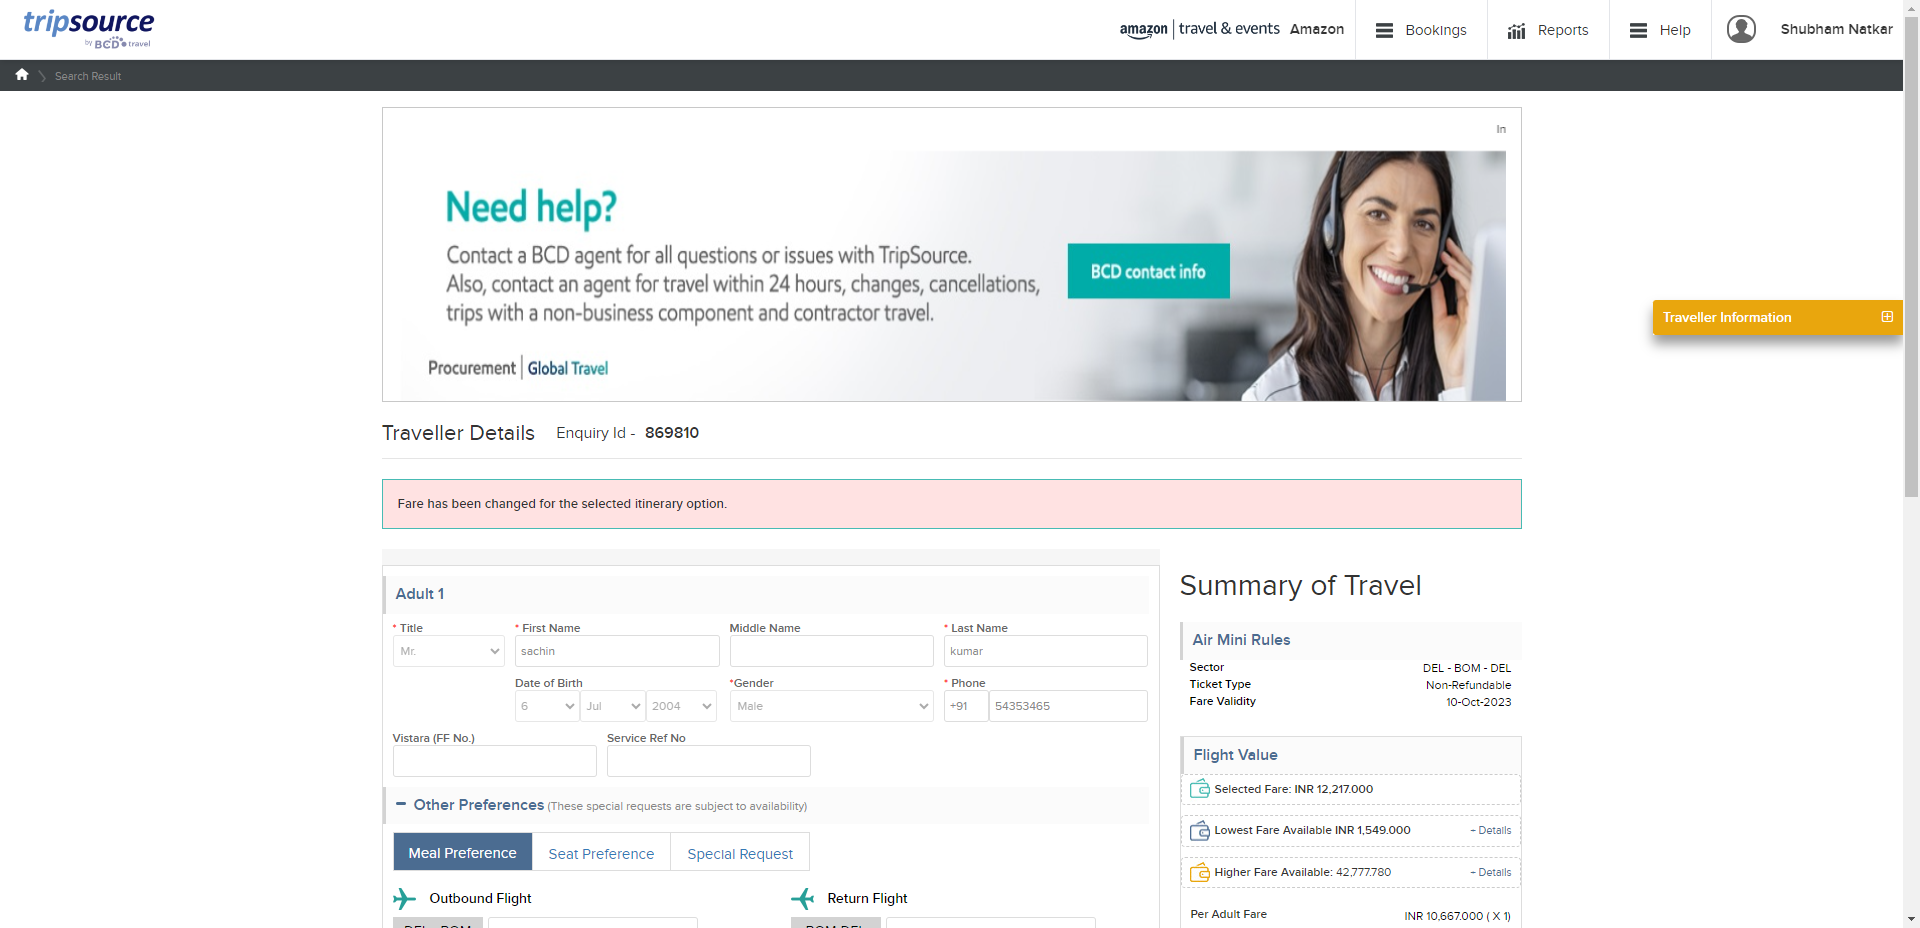 tripsource
by BCD travel
amazon | travel & events Amazon
Bookings
Reports
Help
Shubham Natkar
Search Result
In
Need help?
Contact a BCD agent for all questions or issues with TripSource.
Also, contact an agent for travel within 24 hours, changes, cancellations,
trips with a non-business component and contractor travel.
BCD contact info
Procurement | Global Travel
Traveller Information
Traveller Details Enquiry Id - 869810
Fare has been changed for the selected itinerary option.
Adult 1
* Title * First Name Middle Name * Last Name
Mr. sachin kumar
Date of Birth *Gender * Phone
6 Jul 2004 Male +91 54353465
Vistara (FF No.) Service Ref No
Other Preferences (These special requests are subject to availability)
Meal Preference Seat Preference Special Request
Outbound Flight Return Flight
DEL - BOM BOM-DEL
Summary of Travel
Air Mini Rules
Sector DEL - BOM - DEL
Ticket Type Non-Refundable
Fare Validity 10-Oct-2023
Flight Value
Selected Fare: INR 12,217.000
Lowest Fare Available INR 1,549.000 - Details
Higher Fare Available: 42,777.780 - Details
Per Adult Fare INR 10,667.000 ( X 1)